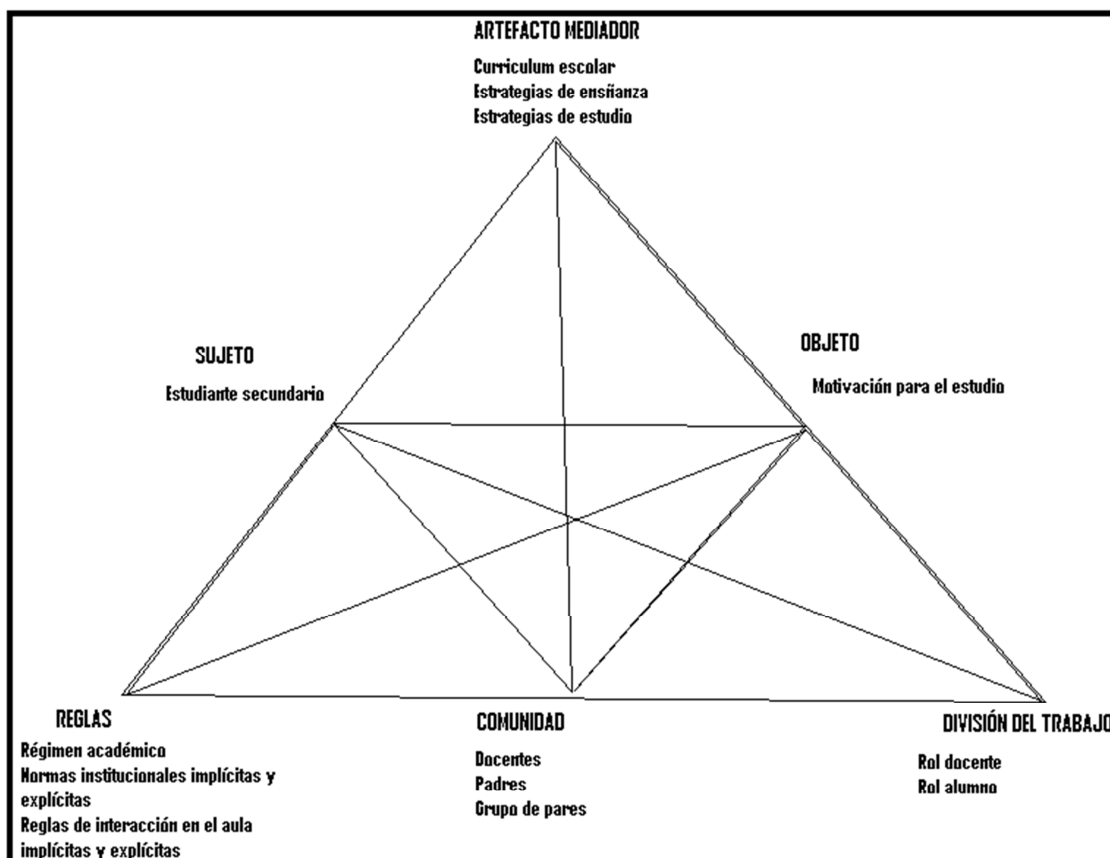 ARTEFACTO MEDIADOR
Curriculum escolar
Estrategias de ensñanza
Estrategias de estudio
SUJETO
Estudiante secundario
OBJETO
Motivación para el estudio
REGLAS
Régimen académico
Normas institucionales implícitas y
explícitas
Reglas de interacción en el aula
implícitas y explícitas
COMUNIDAD
Docentes
Padres
Grupo de pares
DIVISIÓN DEL TRABAJO
Rol docente
Rol alumno